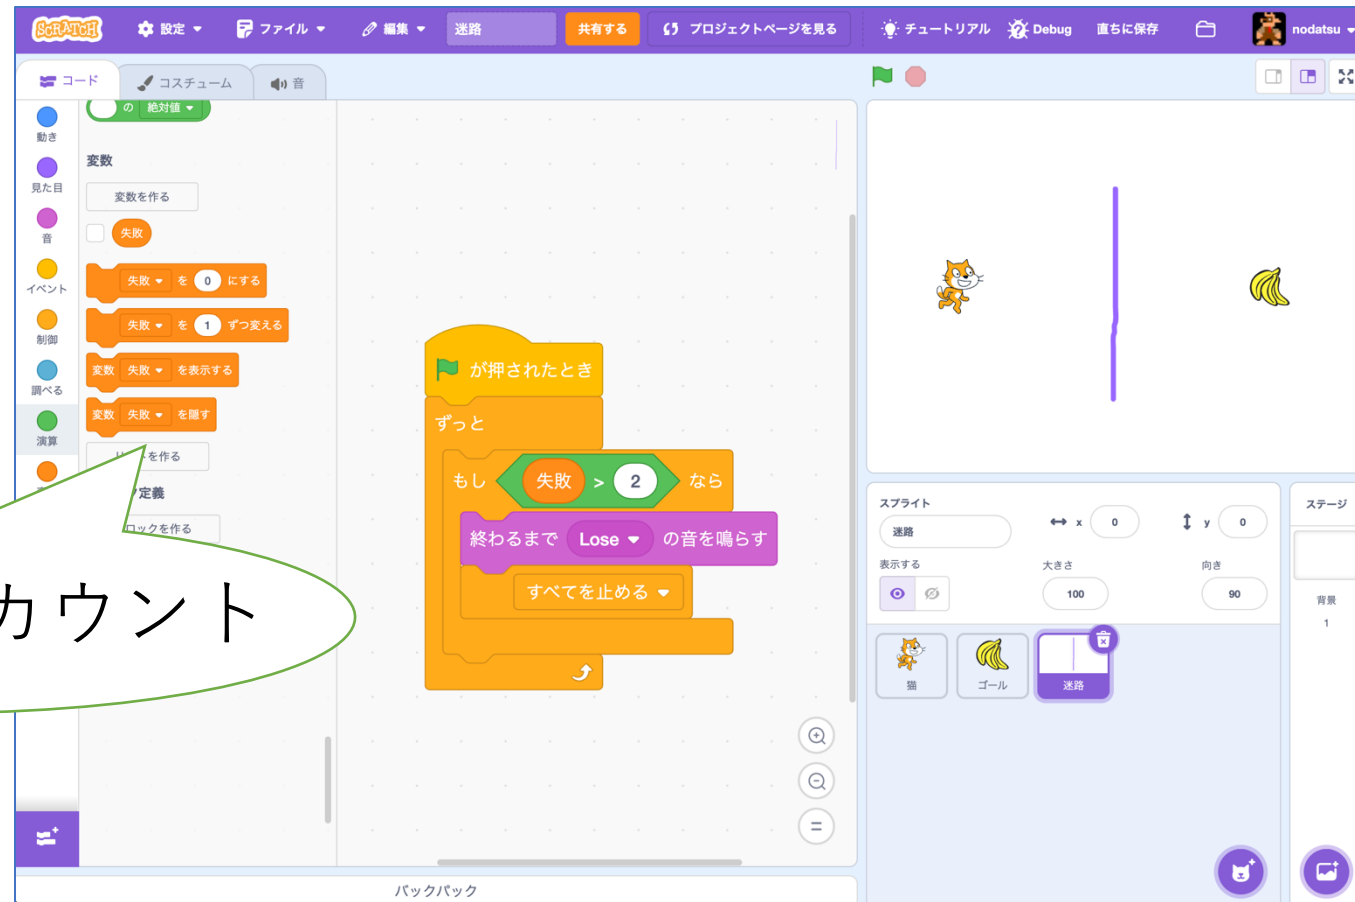 SCRATCH
設定
ファイル
編集
迷路
共有する
プロジェクトページを見る
チュートリアル
Debug
直ちに保存
nodatsu
コード
コスチューム
音
動き
見た目
音
イベント
制御
調べる
演算
の 絶対値
変数
変数を作る
失敗
失敗 を 0 にする
失敗 を 1 ずつ変える
変数 失敗 を表示する
変数 失敗 を隠す
を作る
定義
ロックを作る
カウント
が押されたとき
ずっと
もし 失敗 > 2 なら
終わるまで Lose の音を鳴らす
すべてを止める
バックパック
スプライト
迷路
x 0
y 0
表示する
大きさ
100
向き
90
猫
ゴール
迷路
ステージ
背景
1